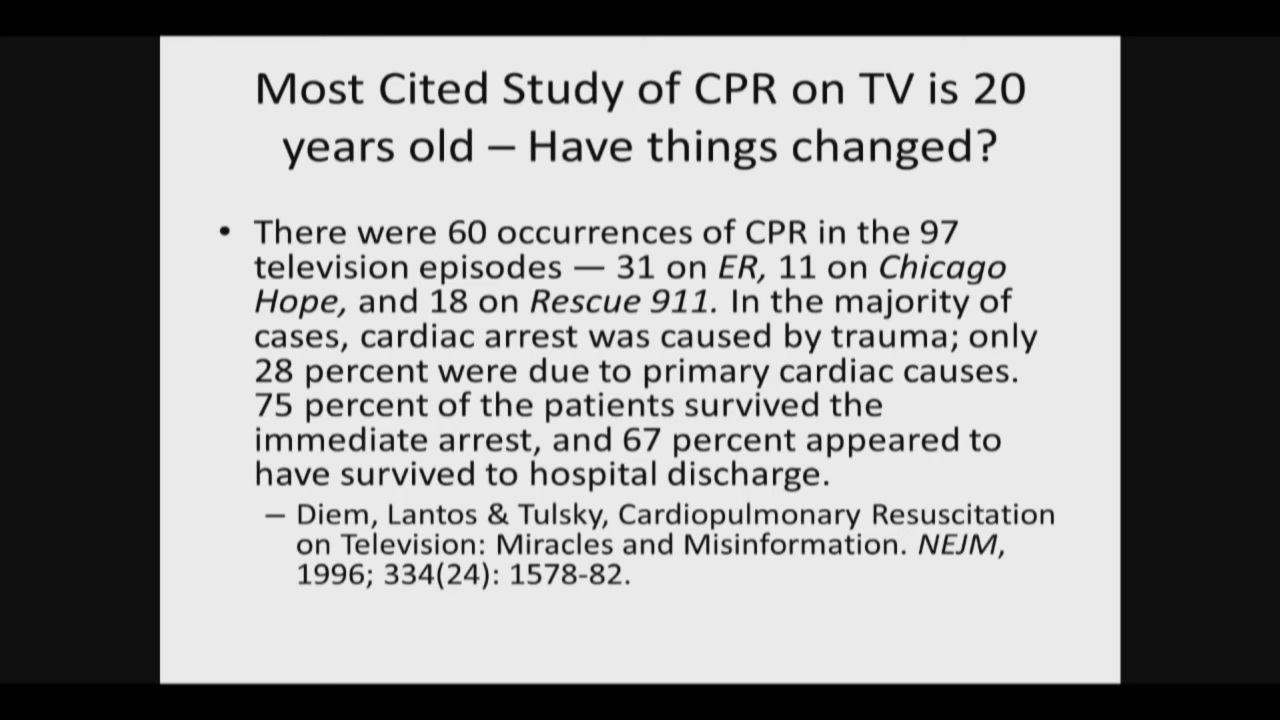 Most Cited Study of CPR on TV is 20
years old – Have things changed?
• There were 60 occurrences of CPR in the 97
television episodes — 31 on ER, 11 on Chicago
Hope, and 18 on Rescue 911. In the majority of
cases, cardiac arrest was caused by trauma; only
28 percent were due to primary cardiac causes.
75 percent of the patients survived the
immediate arrest, and 67 percent appeared to
have survived to hospital discharge.
– Diem, Lantos & Tulsky, Cardiopulmonary Resuscitation
on Television: Miracles and Misinformation. NEJM,
1996; 334(24): 1578-82.